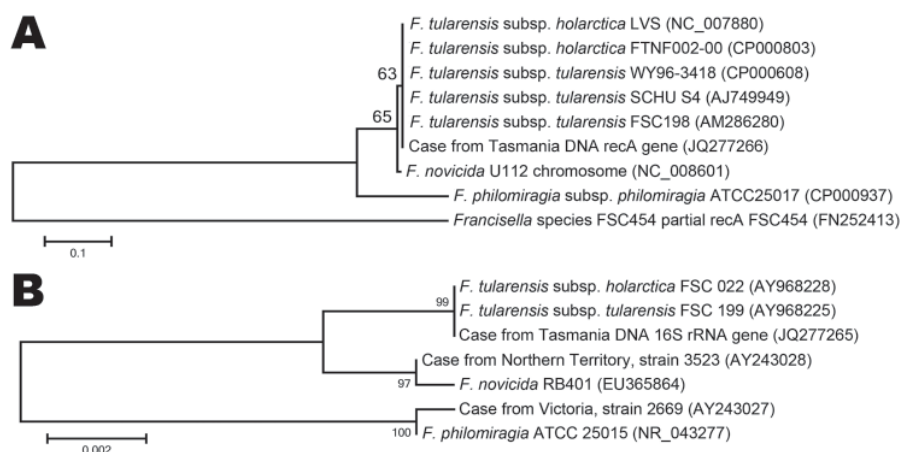 A
F. tularensis subsp. holarctica LVS (NC_007880)
F. tularensis subsp. holarctica FTNF002-00 (CP000803)
63
F. tularensis subsp. tularensis WY96-3418 (CP000608)
F. tularensis subsp. tularensis SCHU S4 (AJ749949)
65
F. tularensis subsp. tularensis FSC198 (AM286280)
Case from Tasmania DNA recA gene (JQ277266)
F. novicida U112 chromosome (NC_008601)
F. philomiragia subsp. philomiragia ATCC25017 (CP000937)
Francisella species FSC454 partial recA FSC454 (FN252413)
0.1
B
F. tularensis subsp. holarctica FSC 022 (AY968228)
99
F. tularensis subsp. tularensis FSC 199 (AY968225)
Case from Tasmania DNA 16S rRNA gene (JQ277265)
Case from Northern Territory, strain 3523 (AY243028)
97
F. novicida RB401 (EU365864)
Case from Victoria, strain 2669 (AY243027)
100
F. philomiragia ATCC 25015 (NR_043277)
0.002